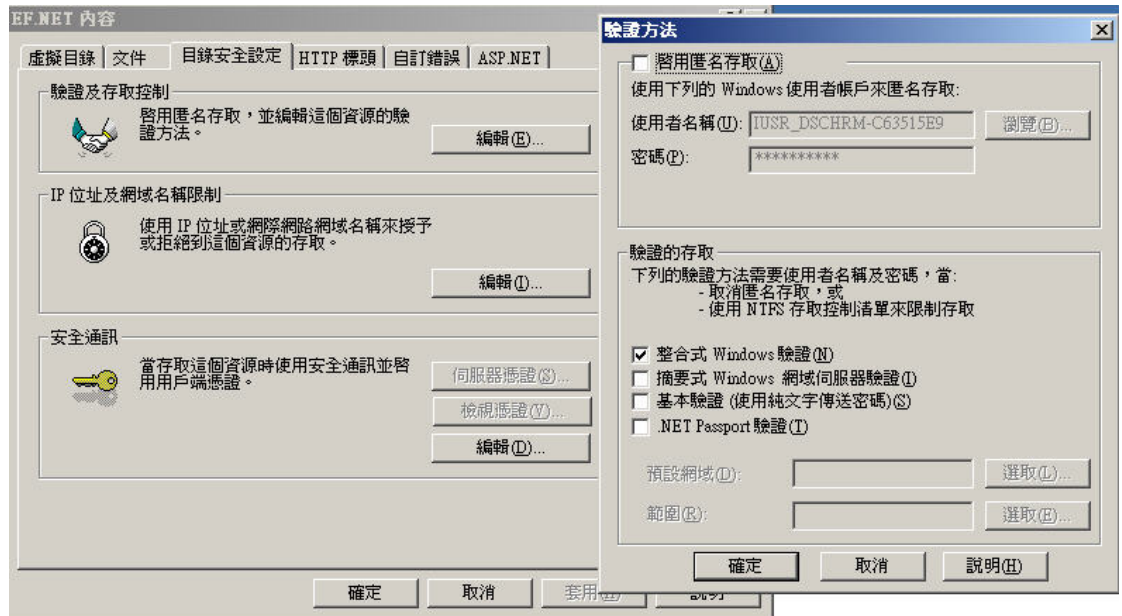 EF.NET 內容
虛擬目錄
文件
目錄安全設定
HTTP 標頭
自訂錯誤
ASP.NET
驗證及存取控制
啓用匿名存取，並編輯這個資源的驗
證方法。
編輯(E)...
IP 位址及網域名稱限制
使用 IP 位址或網際網路網域名稱來授予
或拒絕到這個資源的存取。
編輯(I)...
安全通訊
當存取這個資源時使用安全通訊並啓
用用戶端憑證。
伺服器憑證(S)...
檢視憑證(V)...
編輯(D)...
確定
取消
套用(A)
說明
驗證方法
啓用匿名存取(A)
使用下列的 Windows 使用者帳戶來匿名存取:
使用者名稱(U): IUSR_DSCHRM-C63515E9
瀏覽(B)...
密碼(P): **********
驗證的存取
下列的驗證方法需要使用者名稱及密碼，當:
- 取消匿名存取，或
- 使用 NTFS 存取控制清單來限制存取
整合式 Windows 驗證(N)
摘要式 Windows 網域伺服器驗證(I)
基本驗證 (使用純文字傳送密碼)(S)
.NET Passport 驗證(T)
預設網域(D):
選取(L)...
範圍(R):
選取(E)...
確定
取消
說明(H)